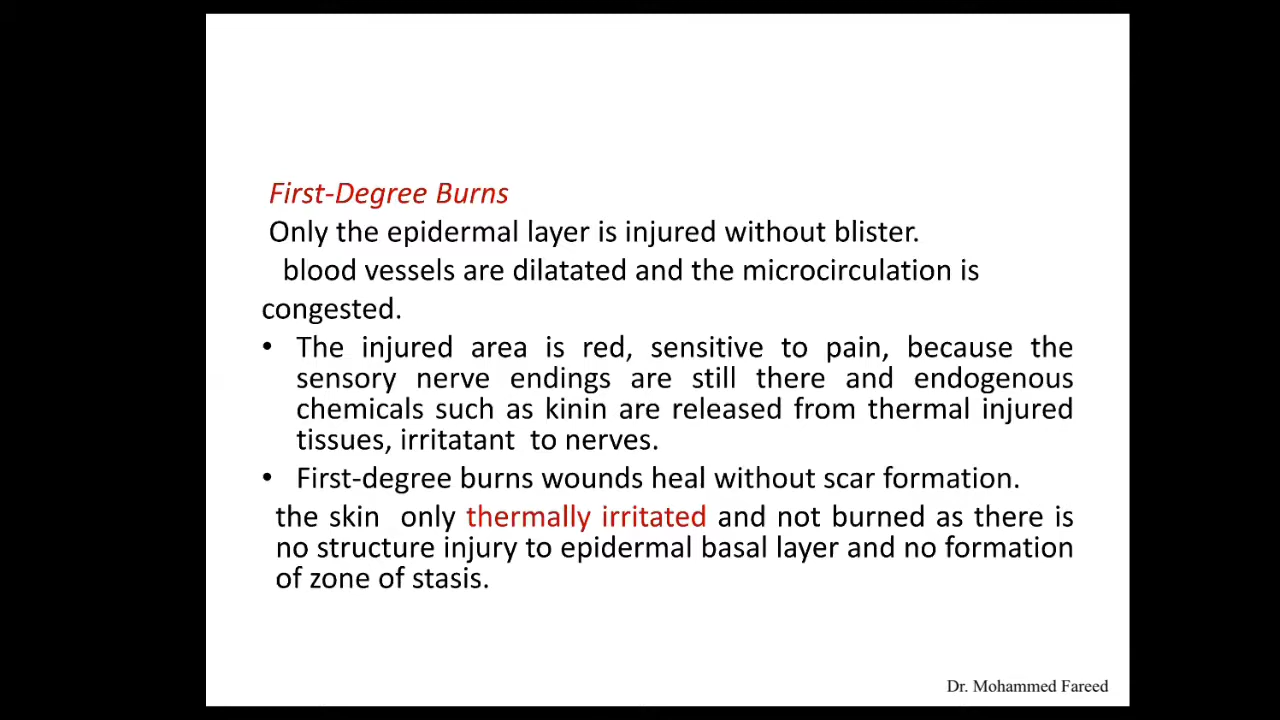 First-Degree Burns
Only the epidermal layer is injured without blister.
blood vessels are dilatated and the microcirculation is
congested.
• The injured area is red, sensitive to pain, because the
sensory nerve endings are still there and endogenous
chemicals such as kinin are released from thermal injured
tissues, irritatant to nerves.
• First-degree burns wounds heal without scar formation.
the skin only thermally irritated and not burned as there is
no structure injury to epidermal basal layer and no formation
of zone of stasis.
Dr. Mohammed Fareed